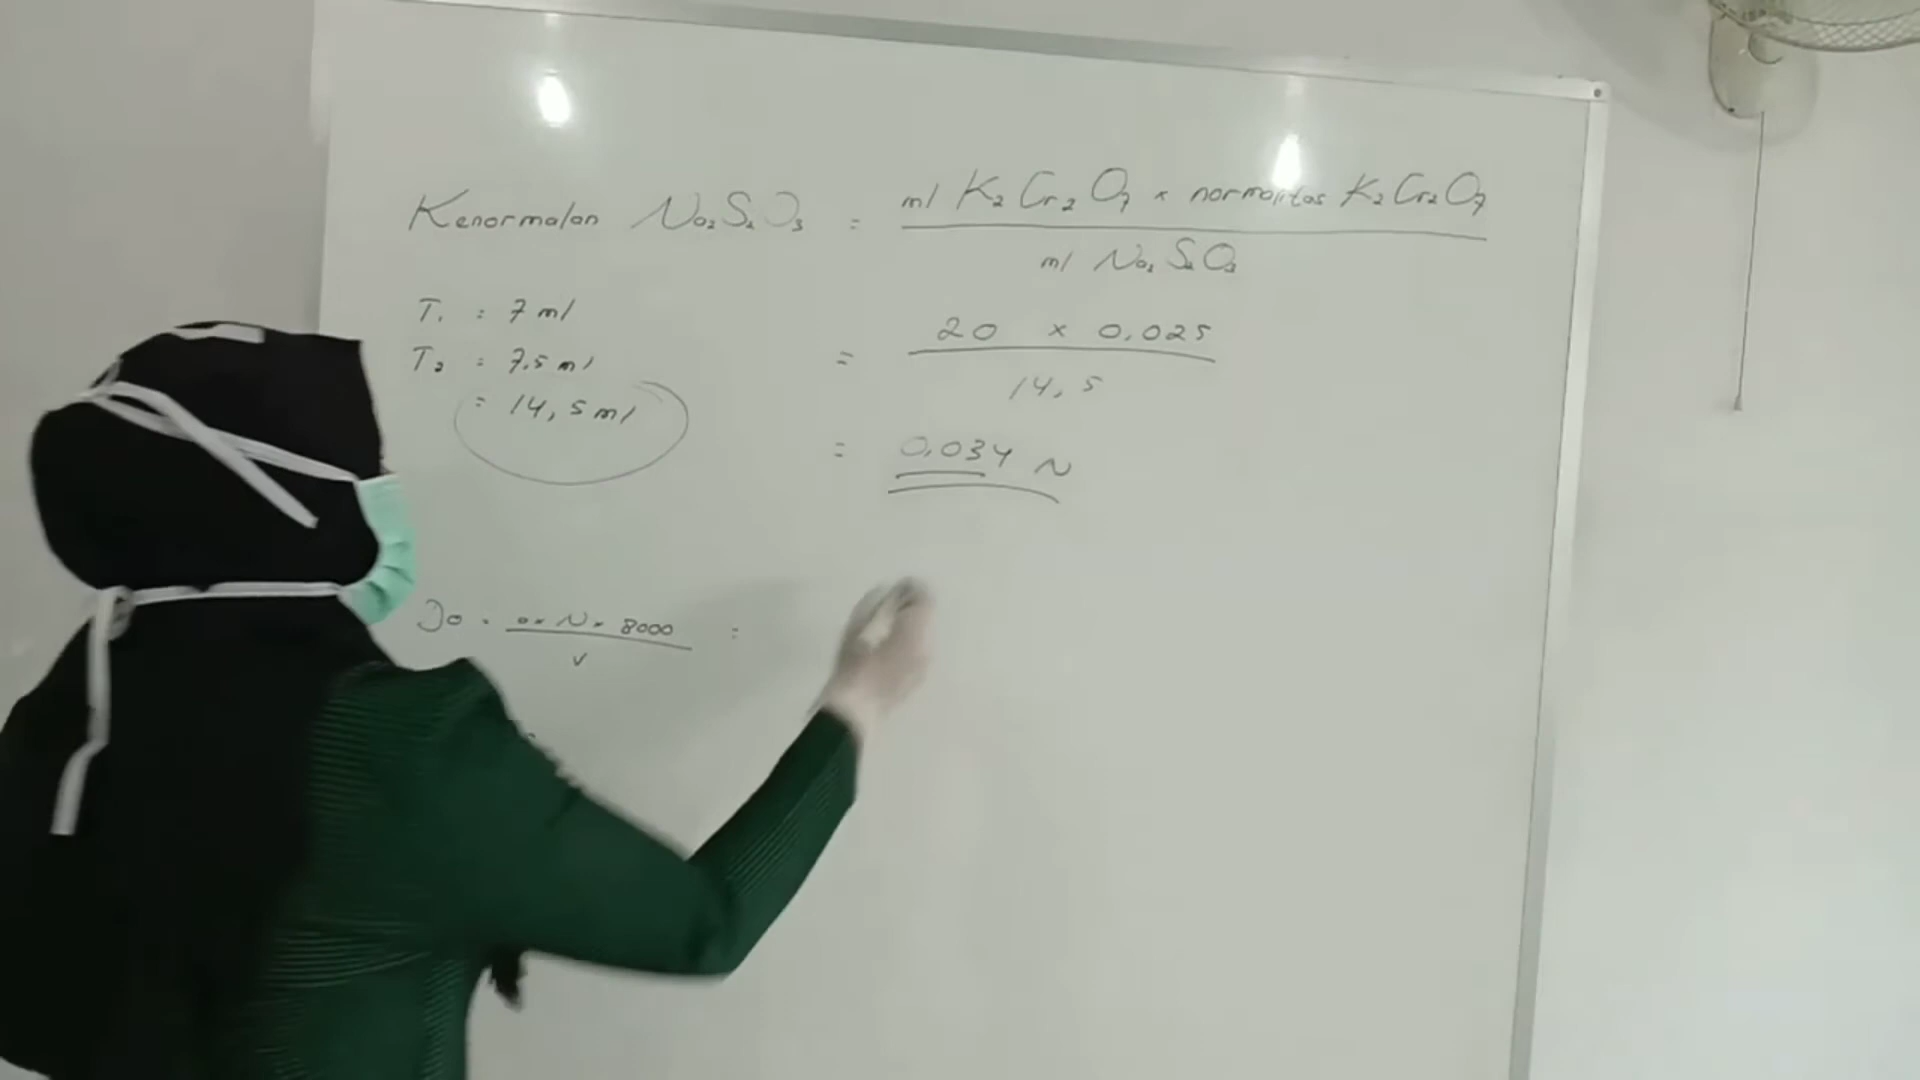 Kenormalan Na₂S₂O₃ = ml K₂Cr₂O₇ × normalitas K₂Cr₂O₇
ml Na₂S₂O₃
T₁ : 7 ml
= 20 × 0,025
14,5
T₂ : 7,5 ml
= 14,5 ml
= 0,034 N
DO = a × N × 8000 =
v